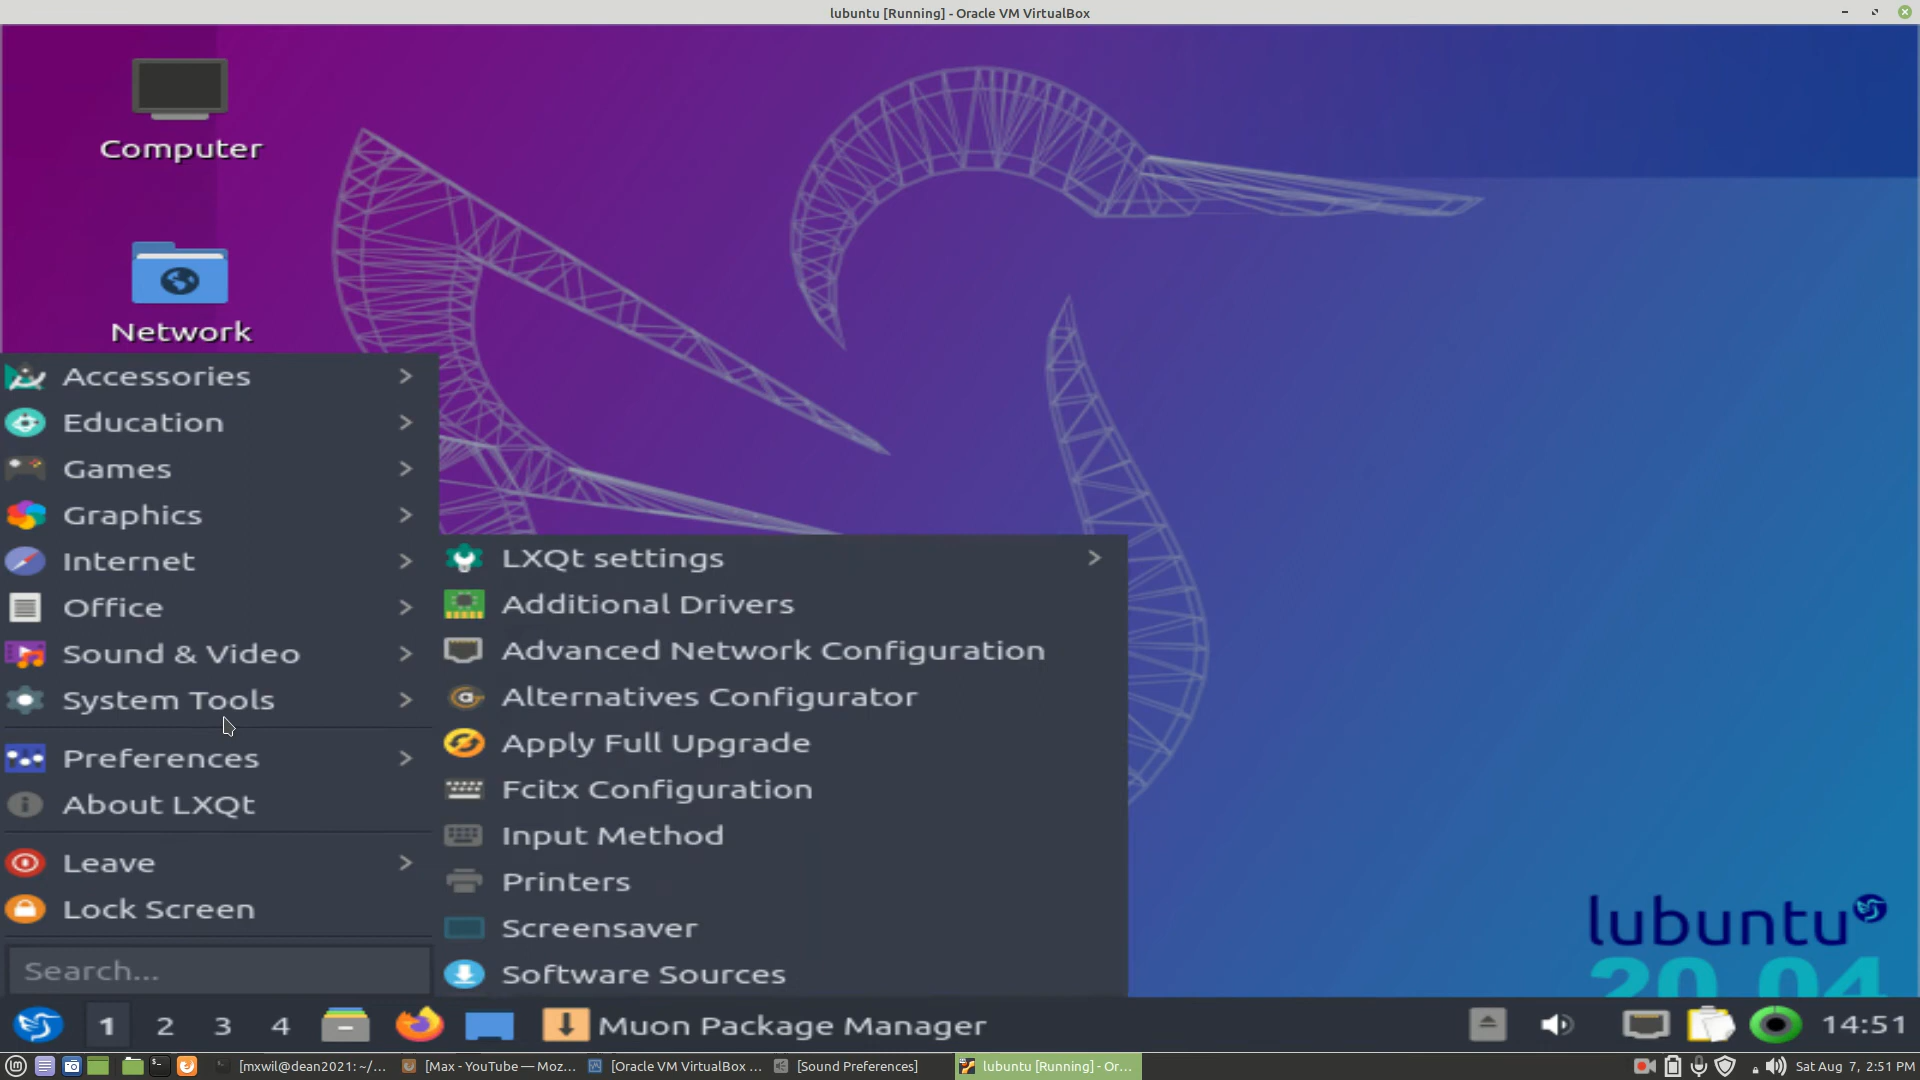 lubuntu [Running] - Oracle VM VirtualBox
Computer
Network
Accessories
Education
Games
Graphics
Internet
Office
Sound & Video
System Tools
Preferences
About LXQt
Leave
Lock Screen
Search...
LXQt settings
Additional Drivers
Advanced Network Configuration
Alternatives Configurator
Apply Full Upgrade
Fcitx Configuration
Input Method
Printers
Screensaver
Software Sources
lubuntu
20.04
1 2 3 4 Muon Package Manager 14:51
[mxwil@dean2021: ~/... [Max - YouTube — Moz... [Oracle VM VirtualBox ... [Sound Preferences] lubuntu [Running] - Or... Sat Aug 7, 2:51 PM